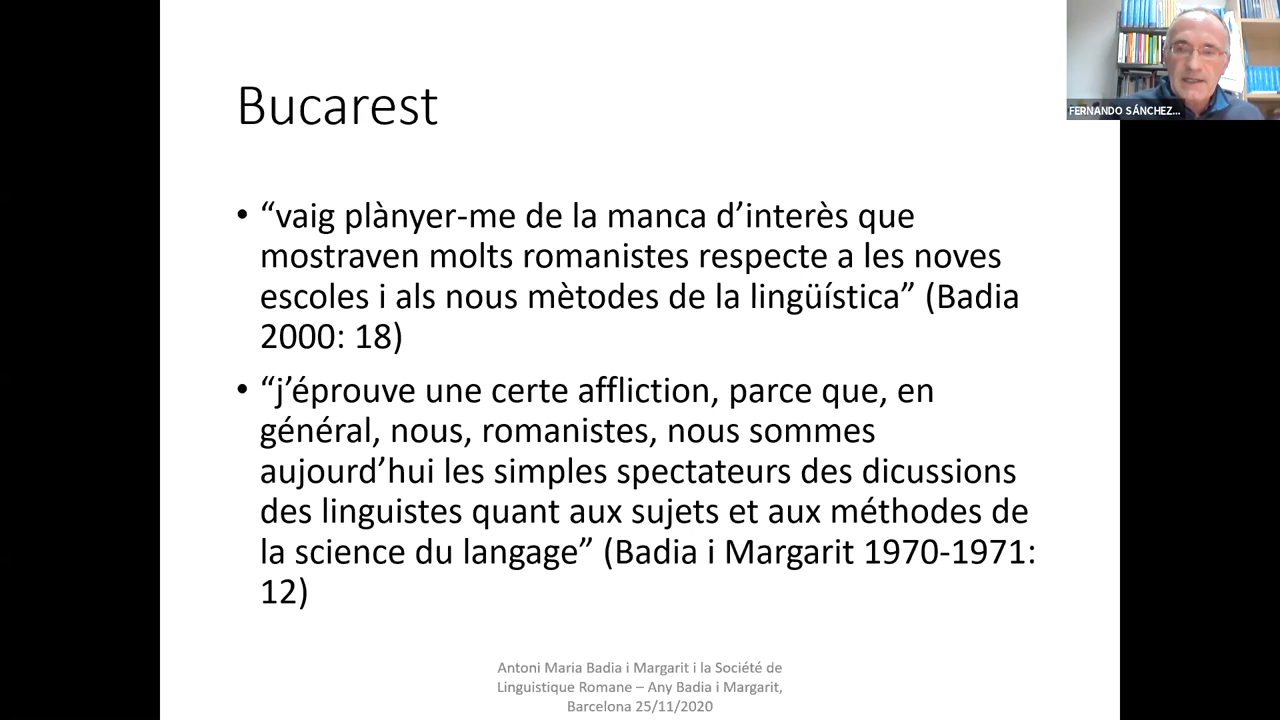 Bucarest
FERNANDO SÁNCHEZ...
• “vaig plànyer-me de la manca d’interès que
mostraven molts romanistes respecte a les noves
escoles i als nous mètodes de la lingüística” (Badia
2000: 18)
• “j’éprouve une certe affliction, parce que, en
général, nous, romanistes, nous sommes
aujourd’hui les simples spectateurs des dicussions
des linguistes quant aux sujets et aux méthodes de
la science du langage” (Badia i Margarit 1970-1971:
12)
Antoni Maria Badia i Margarit i la Société de
Linguistique Romane – Any Badia i Margarit,
Barcelona 25/11/2020